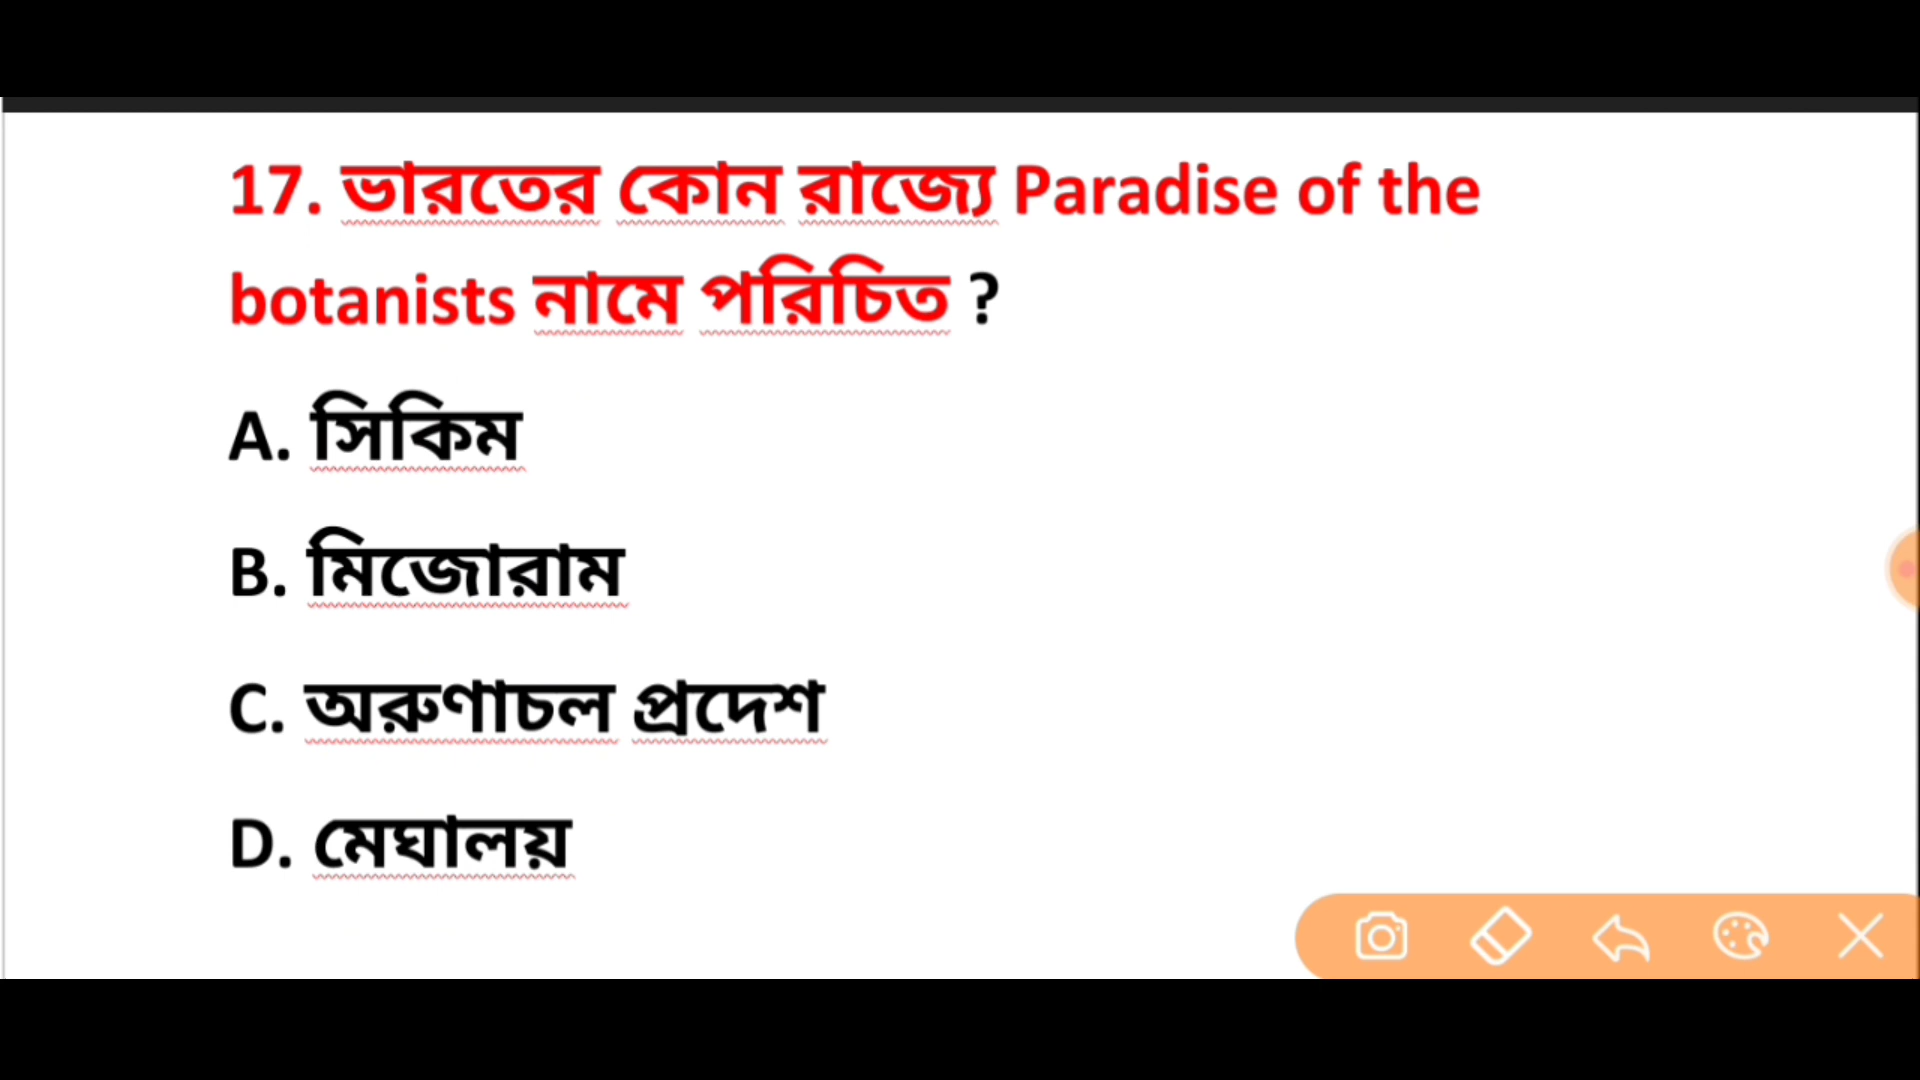 17. ভারতের কোন রাজ্যে Paradise of the
botanists নামে পরিচিত ?
A. সিকিম
B. মিজোরাম
C. অরুণাচল প্রদেশ
D. মেঘালয়